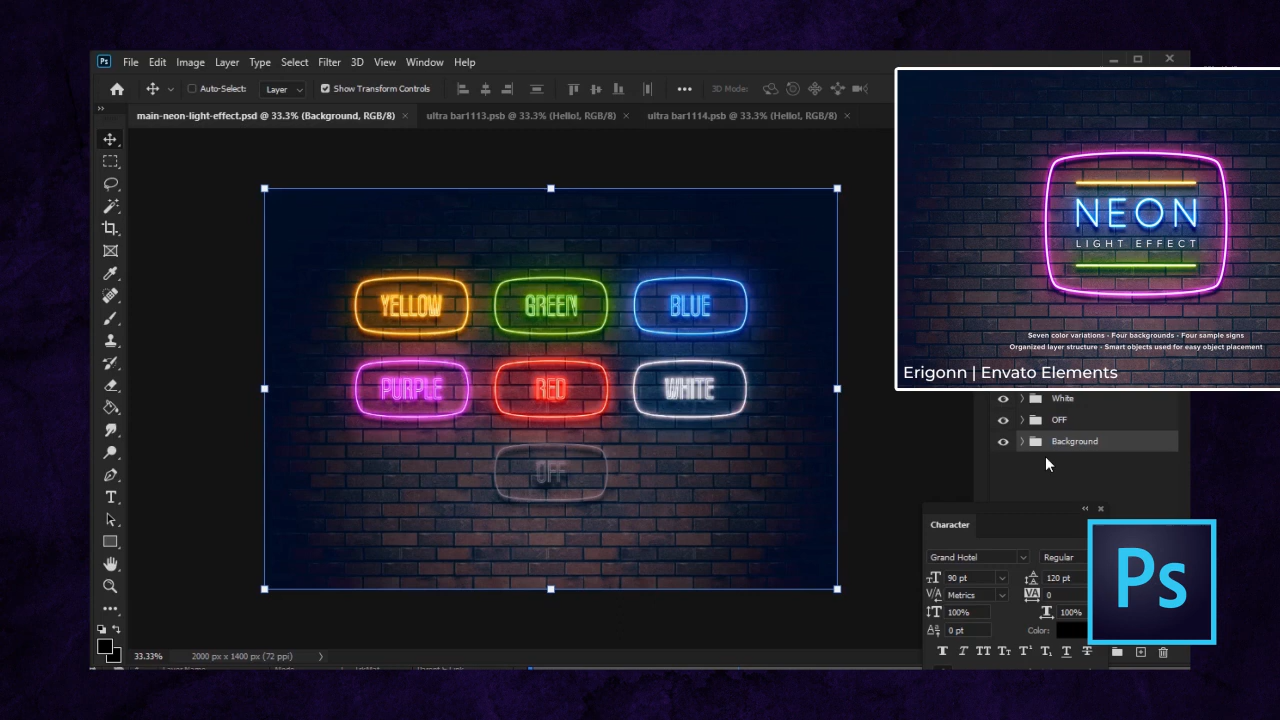 Ps File Edit Image Layer Type Select Filter 3D View Window Help
Auto-Select: Layer Show Transform Controls 3D Mode:
main-neon-light-effect.psd @ 33.3% (Background, RGB/8) × ultra bar1113.psb @ 33.3% (Hello!, RGB/8) × ultra bar1114.psb @ 33.3% (Hello!, RGB/8) ×
YELLOW GREEN BLUE
PURPLE RED WHITE
OFF
NEON
LIGHT EFFECT
Seven color variations - Four backgrounds - Four sample signs
Organized layer structure - Smart objects used for easy object placement
Erigonn | Envato Elements
White
OFF
Background
Character
Grand Hotel Regular
90 pt 120 pt
Metrics 0
100% 100%
0 pt Color:
Ps
33.33% 2000 px x 1400 px (72 ppi)